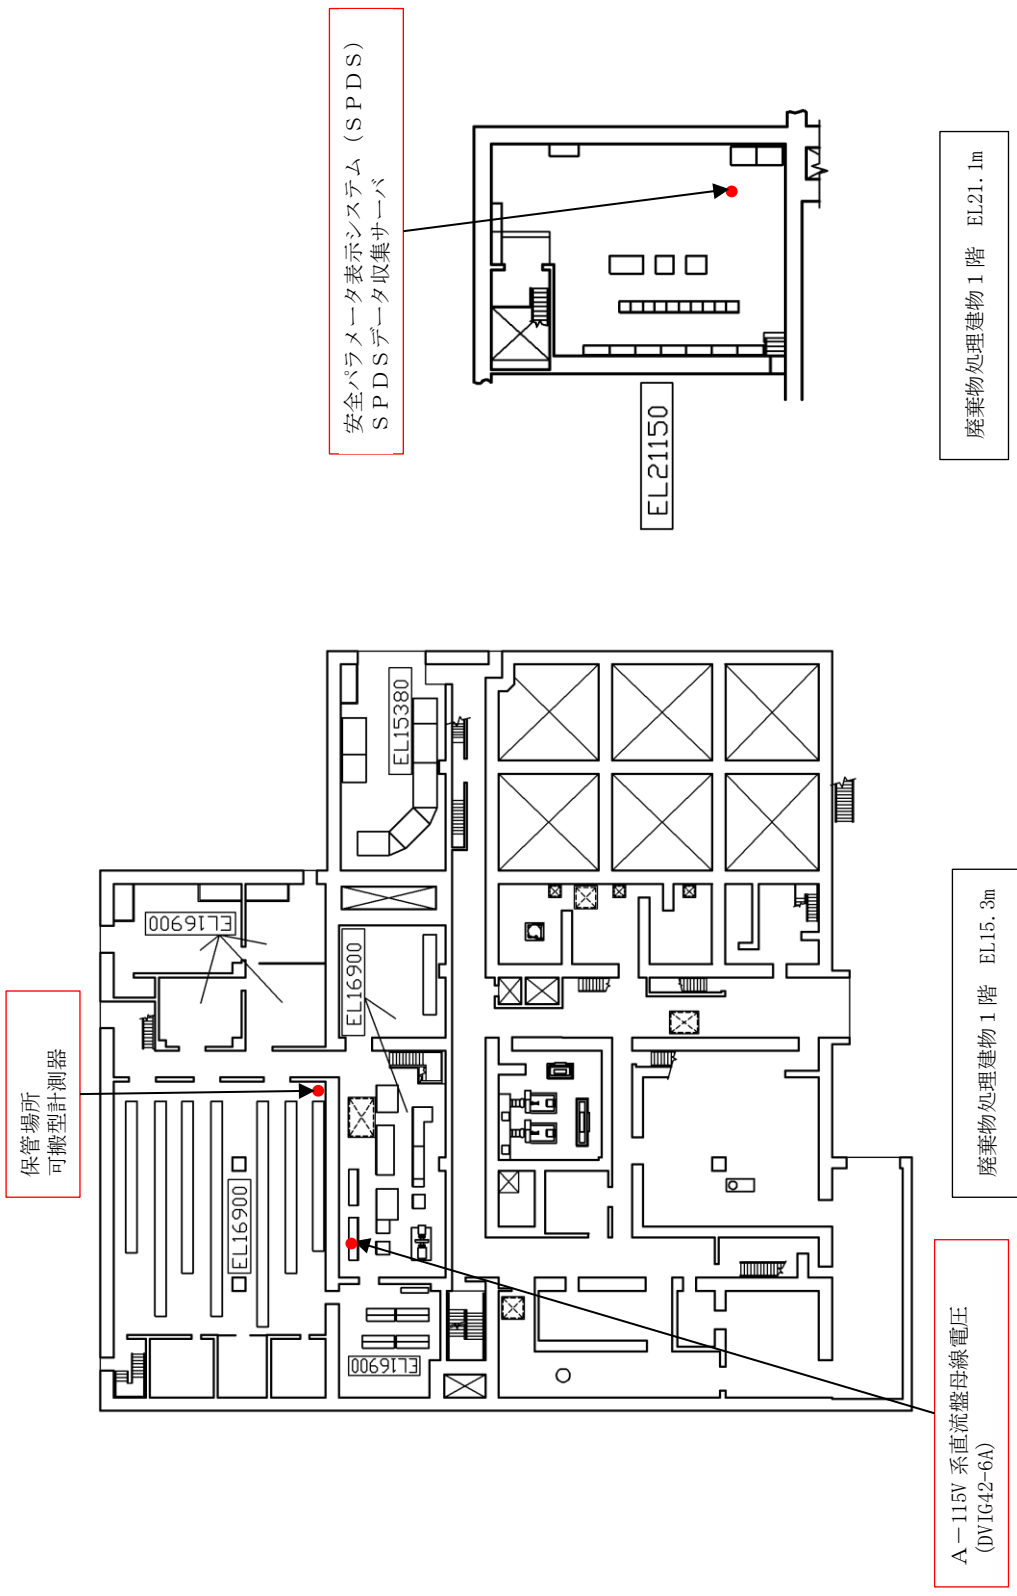 保管場所
可搬型計測器
EL16900
EL16900
EL16900
EL16900
EL15380
A－115V 系直流盤母線電圧
(DVIG42-6A)
廃棄物処理建物１階 EL15.3m
安全パラメータ表示システム（ＳＰＤＳ）
ＳＰＤＳデータ収集サーバ
EL21150
廃棄物処理建物１階 EL21.1m